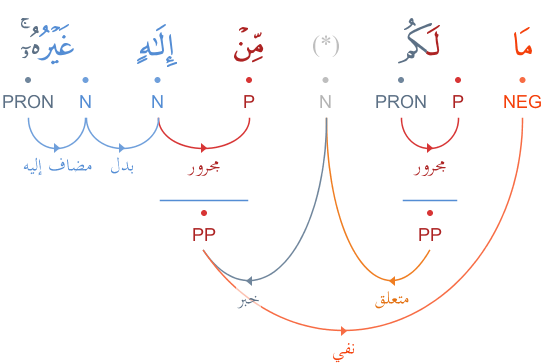 مَا لَكُم (*) مِّنْ إِلَٰهٍ غَيْرُهُۥٓ ۚ
NEG P PRON N P N N PRON
مجرور مجرور بدل مضاف إليه
PP PP
متعلق خبر
نفي